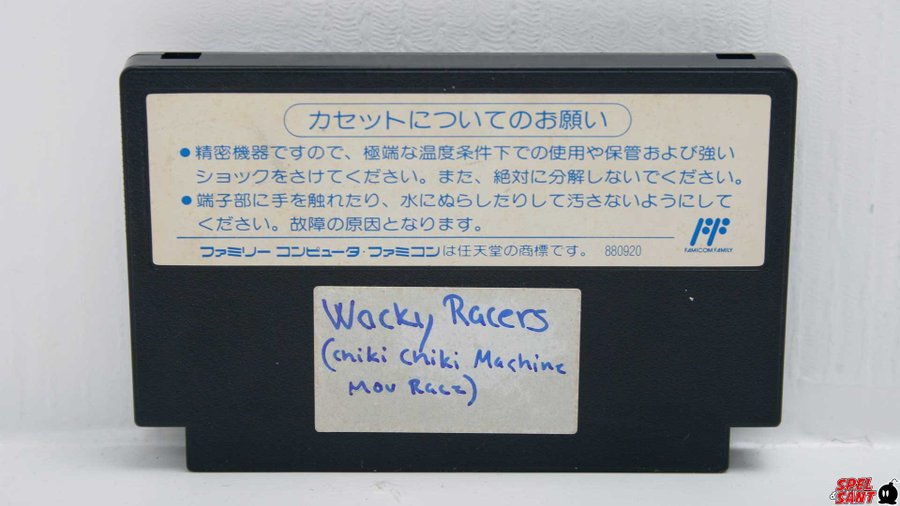 カセットについてのお願い
●精密機器ですので、極端な温度条件下での使用や保管および強い
ショックをさけてください。また、絶対に分解しないでください。
●端子部に手を触れたり、水にぬらしたりして汚さないようにして
ください。故障の原因となります。
FAMICOM FAMILY
ファミリー コンピュータ・ファミコンは任天堂の商標です。 880920
Wacky Racers
(Chiki Chiki Machine
Mou Race)
SPEL
SANT